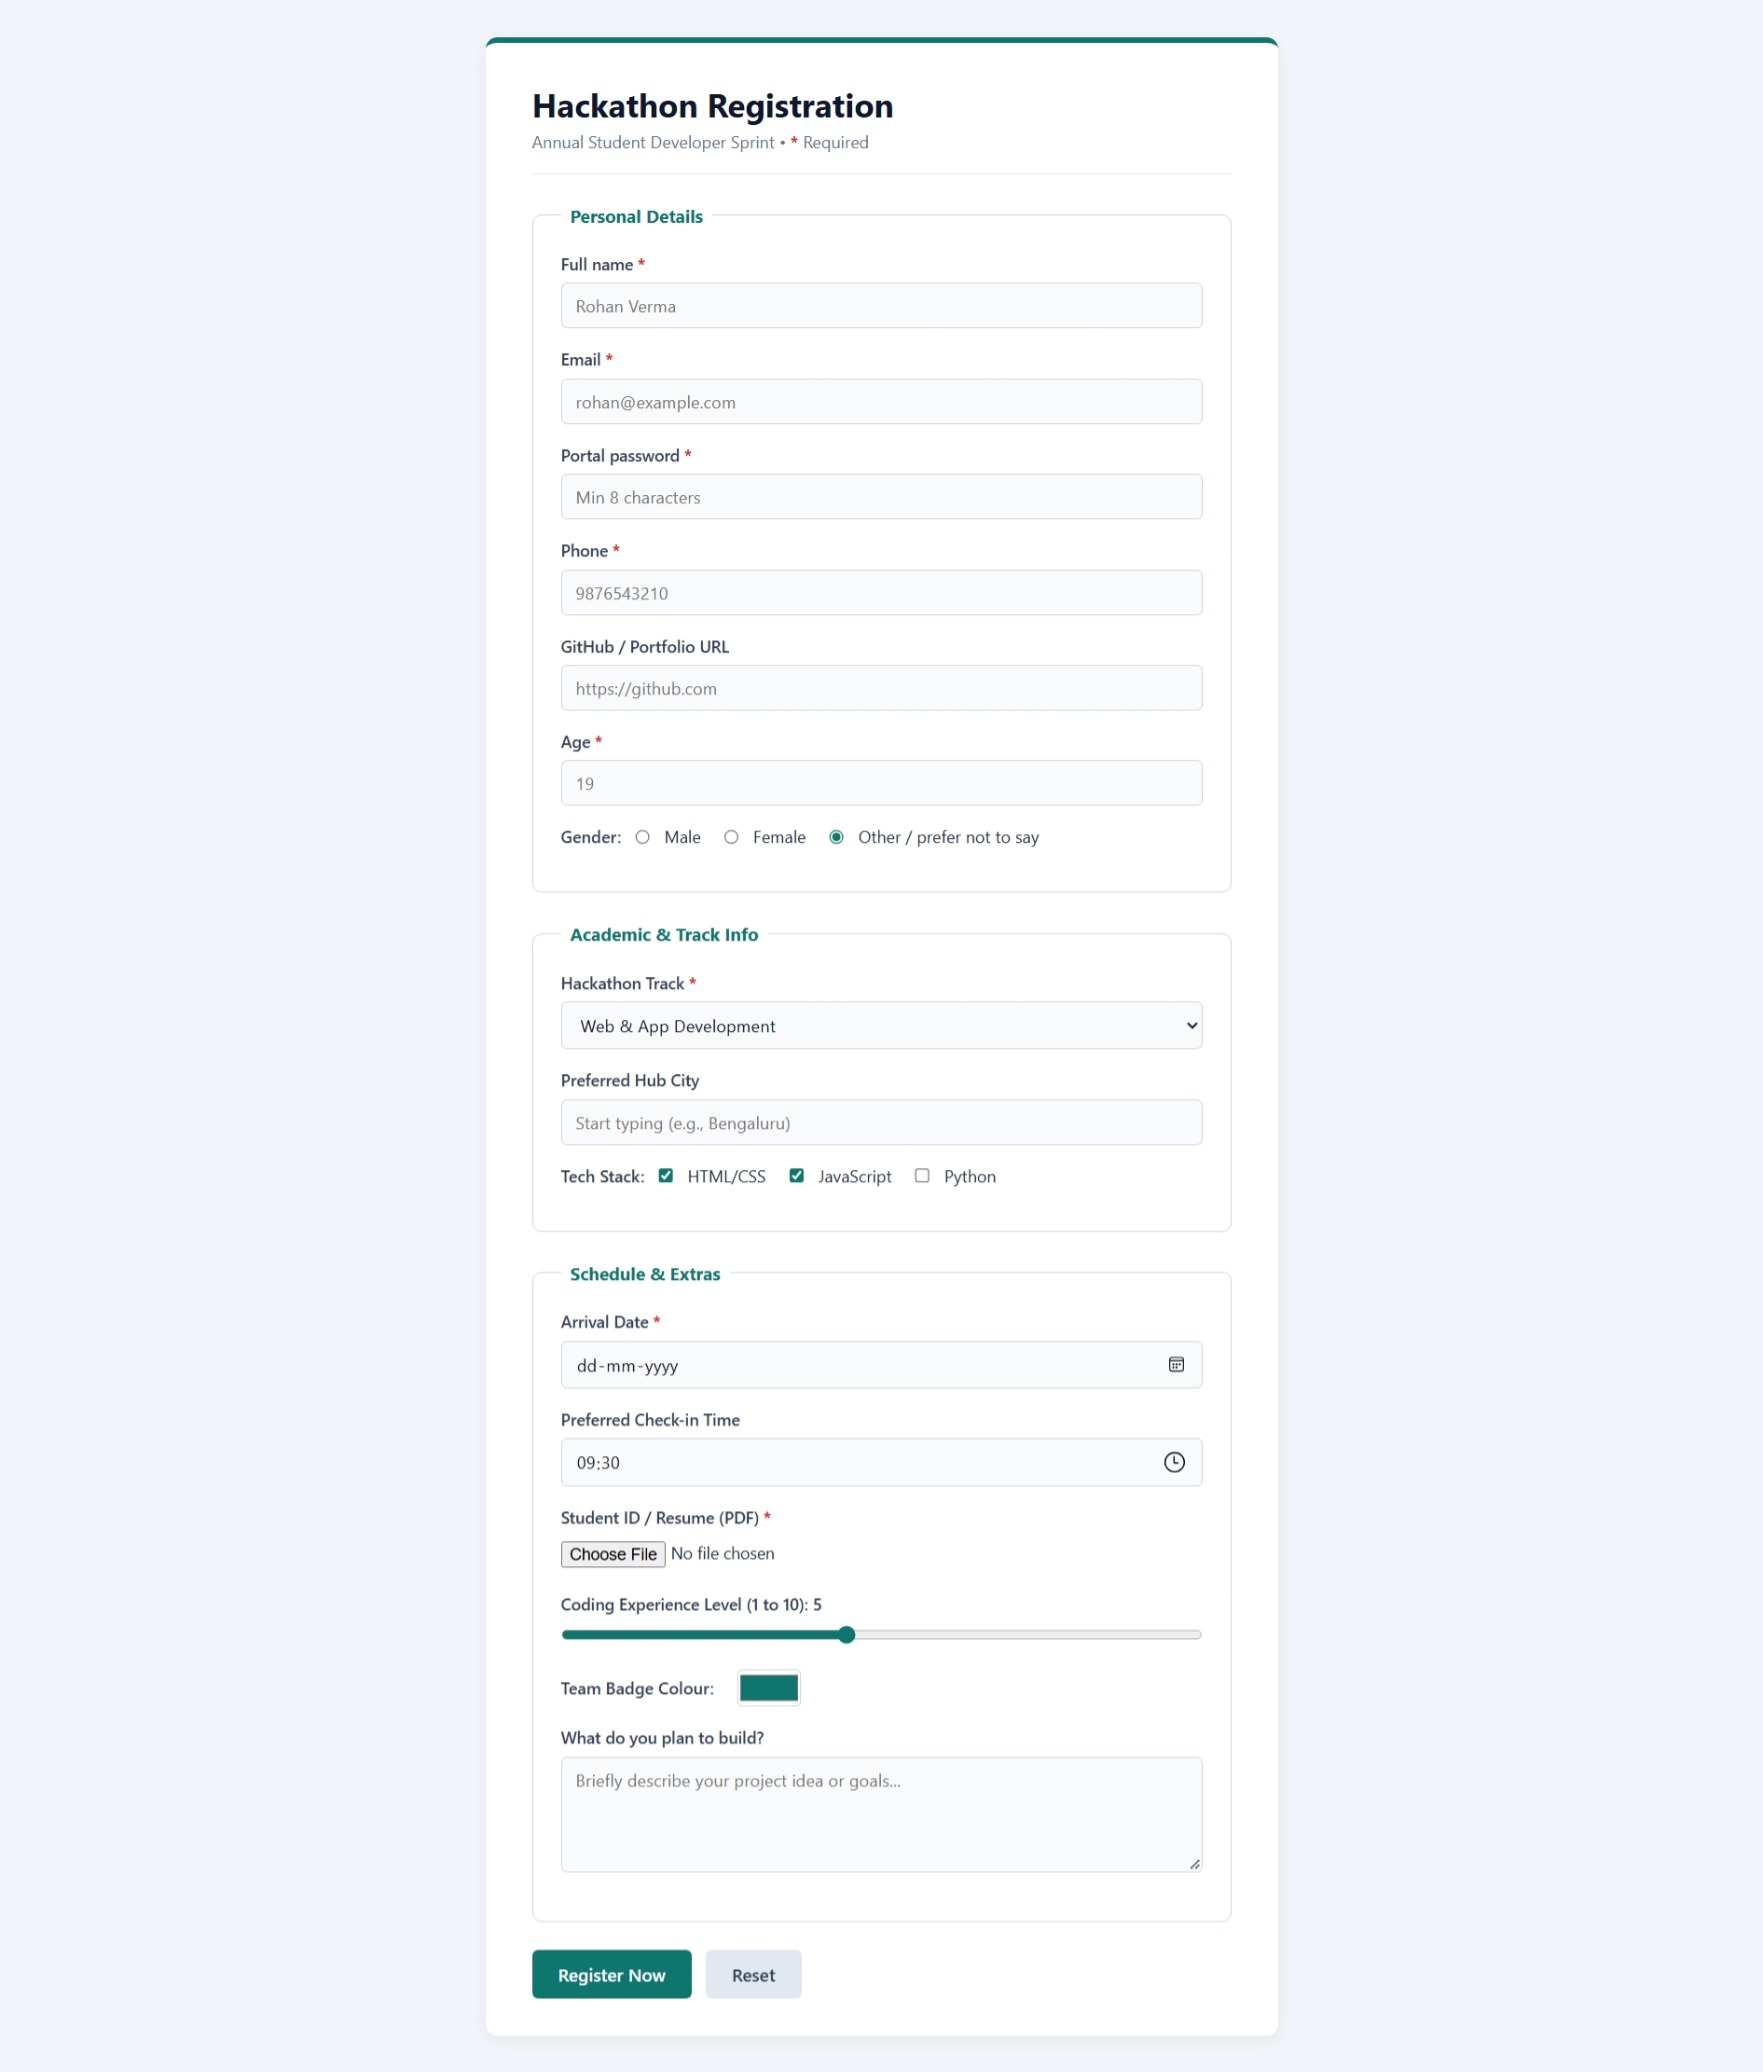 Hackathon Registration
Annual Student Developer Sprint • * Required
Personal Details
Full name *
Rohan Verma
Email *
rohan@example.com
Portal password *
Min 8 characters
Phone *
9876543210
GitHub / Portfolio URL
https://github.com
Age *
19
Gender: Male Female Other / prefer not to say
Academic & Track Info
Hackathon Track *
Web & App Development
Preferred Hub City
Start typing (e.g., Bengaluru)
Tech Stack: HTML/CSS JavaScript Python
Schedule & Extras
Arrival Date *
dd-mm-yyyy
Preferred Check-in Time
09:30
Student ID / Resume (PDF) *
Choose File No file chosen
Coding Experience Level (1 to 10): 5
Team Badge Colour:
What do you plan to build?
Briefly describe your project idea or goals...
Register Now Reset